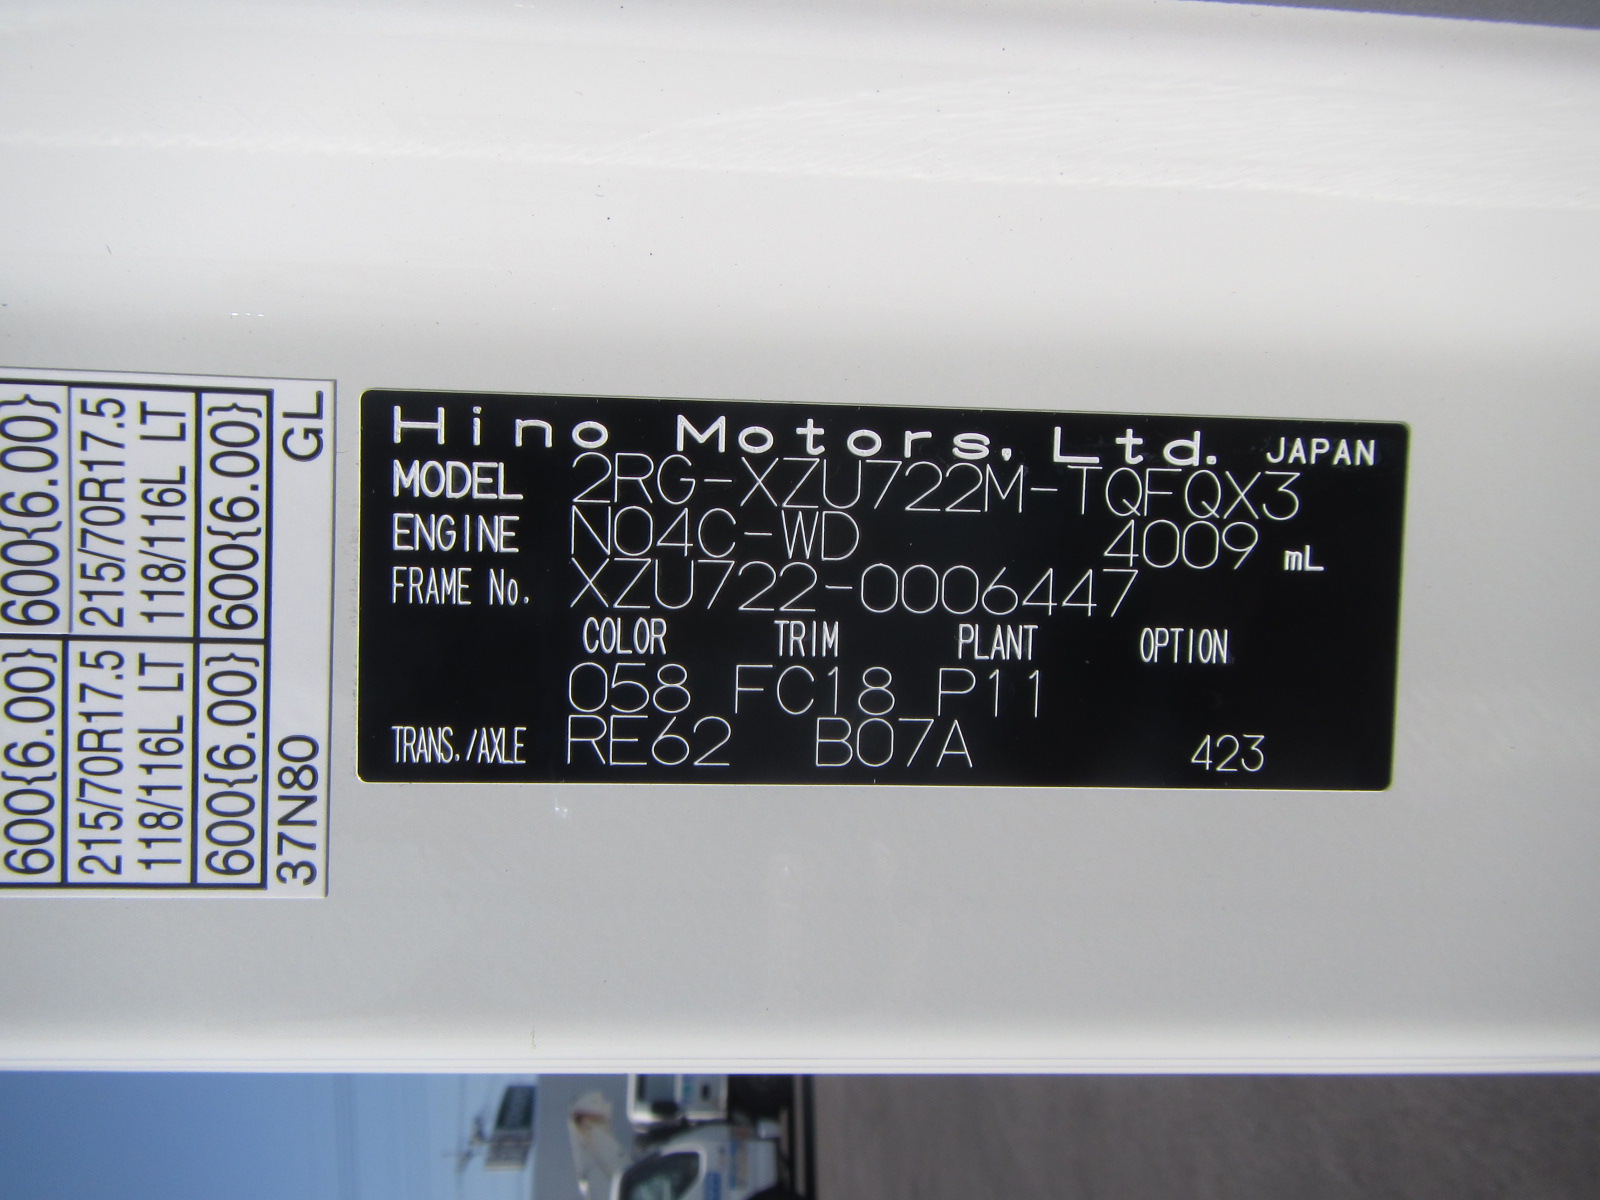 Hino Motors, Ltd. JAPAN
MODEL 2RG-XZU722M-TQFQX3
ENGINE N04C-WD 4009 mL
FRAME No. XZU722-0006447
COLOR TRIM PLANT OPTION
058 FC18 P11
TRANS./AXLE RE62 B07A 423
600{6.00} 600{6.00}
215/70R17.5 215/70R17.5
118/116L LT 118/116L LT
600{6.00} 600{6.00}
37N80 GL